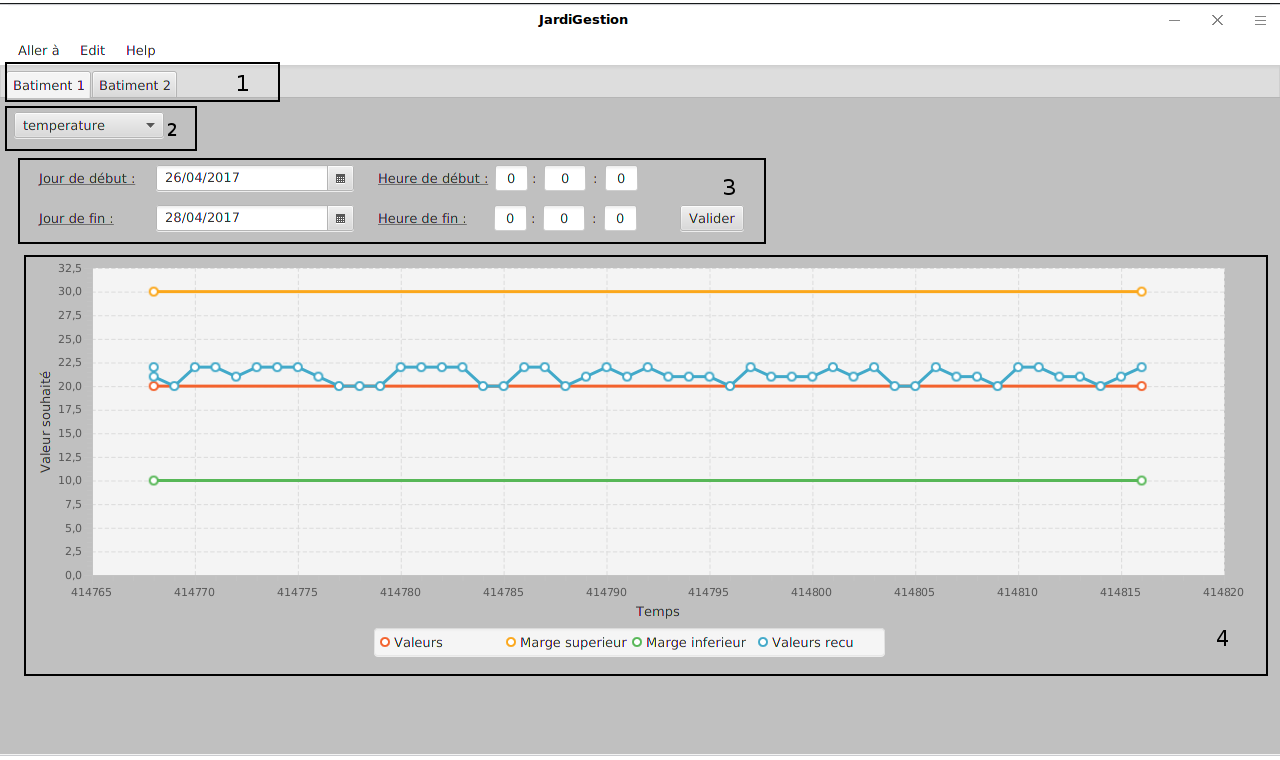 JardiGestion
Aller à Edit Help
Batiment 1 Batiment 2 1
temperature 2
Jour de début : 26/04/2017 Heure de début : 0 : 0 : 0 3
Jour de fin : 28/04/2017 Heure de fin : 0 : 0 : 0 Valider
32,5
30,0
27,5
25,0
22,5
20,0
17,5
15,0
12,5
10,0
7,5
5,0
2,5
0,0
Valeur souhaité
414765 414770 414775 414780 414785 414790 414795 414800 414805 414810 414815 414820
Temps
Valeurs Marge superieur Marge inferieur Valeurs recu 4